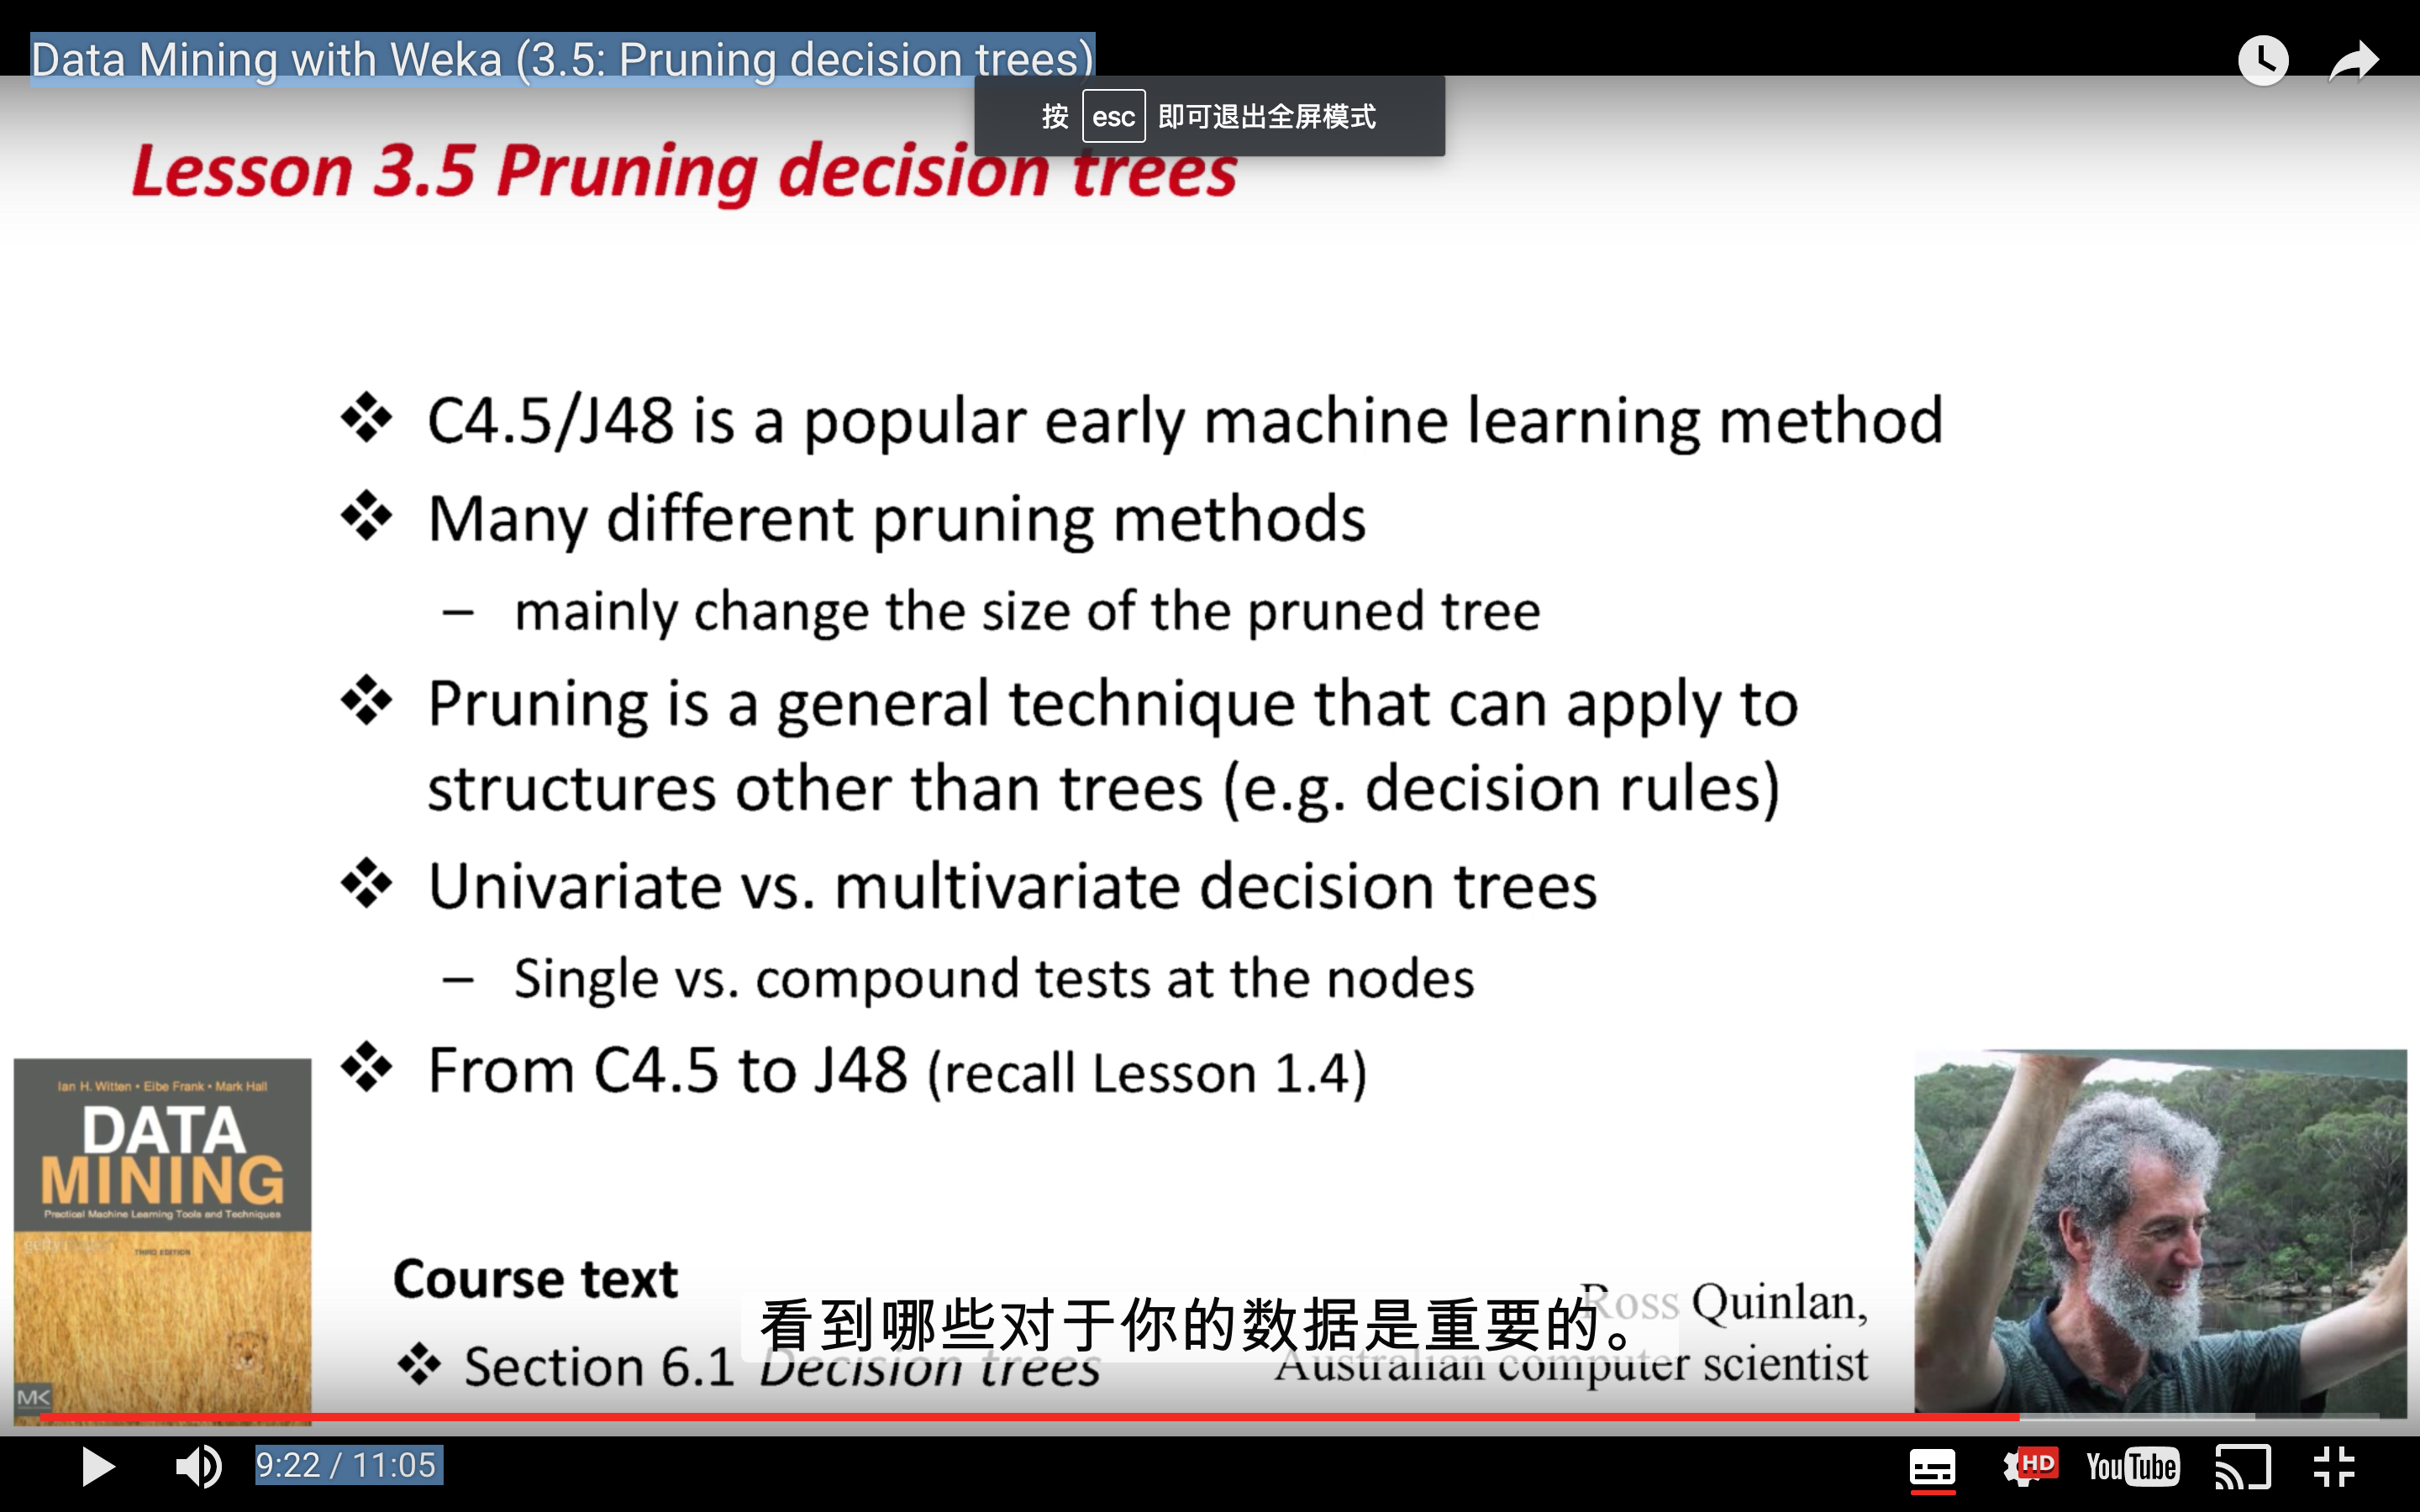 Data Mining with Weka (3.5: Pruning decision trees)
按 esc 即可退出全屏模式
Lesson 3.5 Pruning decision trees
❖ C4.5/J48 is a popular early machine learning method
❖ Many different pruning methods
– mainly change the size of the pruned tree
❖ Pruning is a general technique that can apply to
structures other than trees (e.g. decision rules)
❖ Univariate vs. multivariate decision trees
– Single vs. compound tests at the nodes
❖ From C4.5 to J48 (recall Lesson 1.4)
Ian H. Witten • Eibe Frank • Mark Hall
DATA
MINING
Practical Machine Learning Tools and Techniques
THIRD EDITION
MK
Course text
❖ Section 6.1 Decision trees
Ross Quinlan,
Australian computer scientist
看到哪些对于你的数据是重要的。
9:22 / 11:05
HD
YouTube